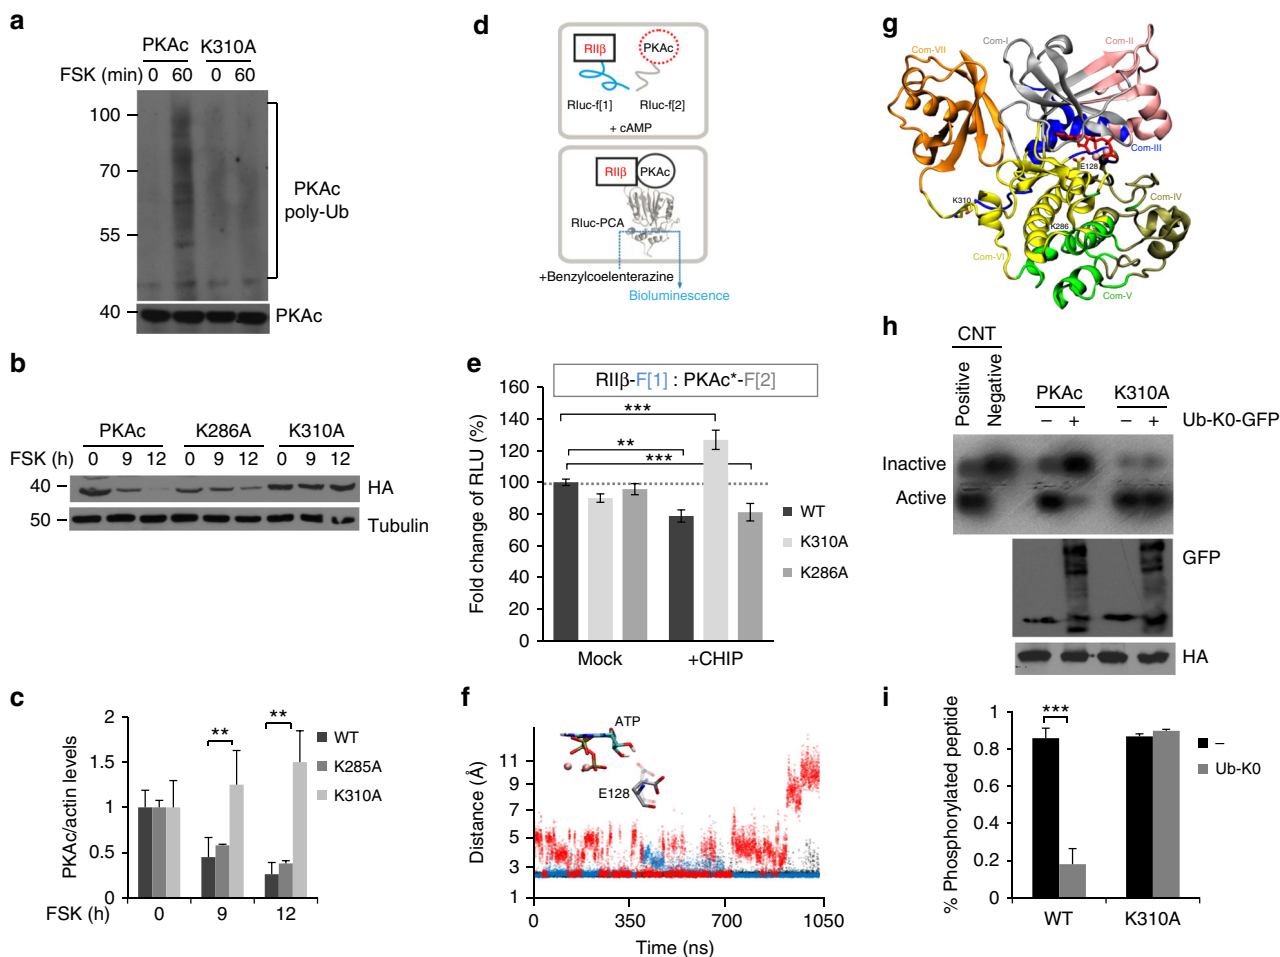 a
PKAc K310A
FSK (min) 0 60 0 60
100
70
55
40
PKAc
poly-Ub
PKAc
b
PKAc K286A K310A
FSK (h) 0 9 12 0 9 12 0 9 12
40 HA
50 Tubulin
c
PKAc/actin levels
2
1.5
1
0.5
0
** **
WT
K285A
K310A
FSK (h) 0 9 12
d
RIIβ PKAc
Rluc-f[1] Rluc-f[2]
+ cAMP
RIIβ PKAc
Rluc-PCA
+Benzylcoelenterazine
Bioluminescence
e
RIIβ-F[1] : PKAc*-F[2]
Fold change of RLU (%)
160
140
120
100
80
60
40
20
0
***
**
***
WT
K310A
K286A
Mock +CHIP
f
ATP
E128
Distance (Å)
11
9
7
5
3
1
0 350 700 1050
Time (ns)
g
Com-VII
Com-I
Com-II
Com-III
E128
Com-IV
K310
K286
Com-VI
Com-V
h
CNT
Positive
Negative
PKAc K310A
– + – + Ub-K0-GFP
Inactive
Active
GFP
HA
i
% Phosphorylated peptide
1
0.8
0.6
0.4
0.2
0
***
–
Ub-K0
WT K310A